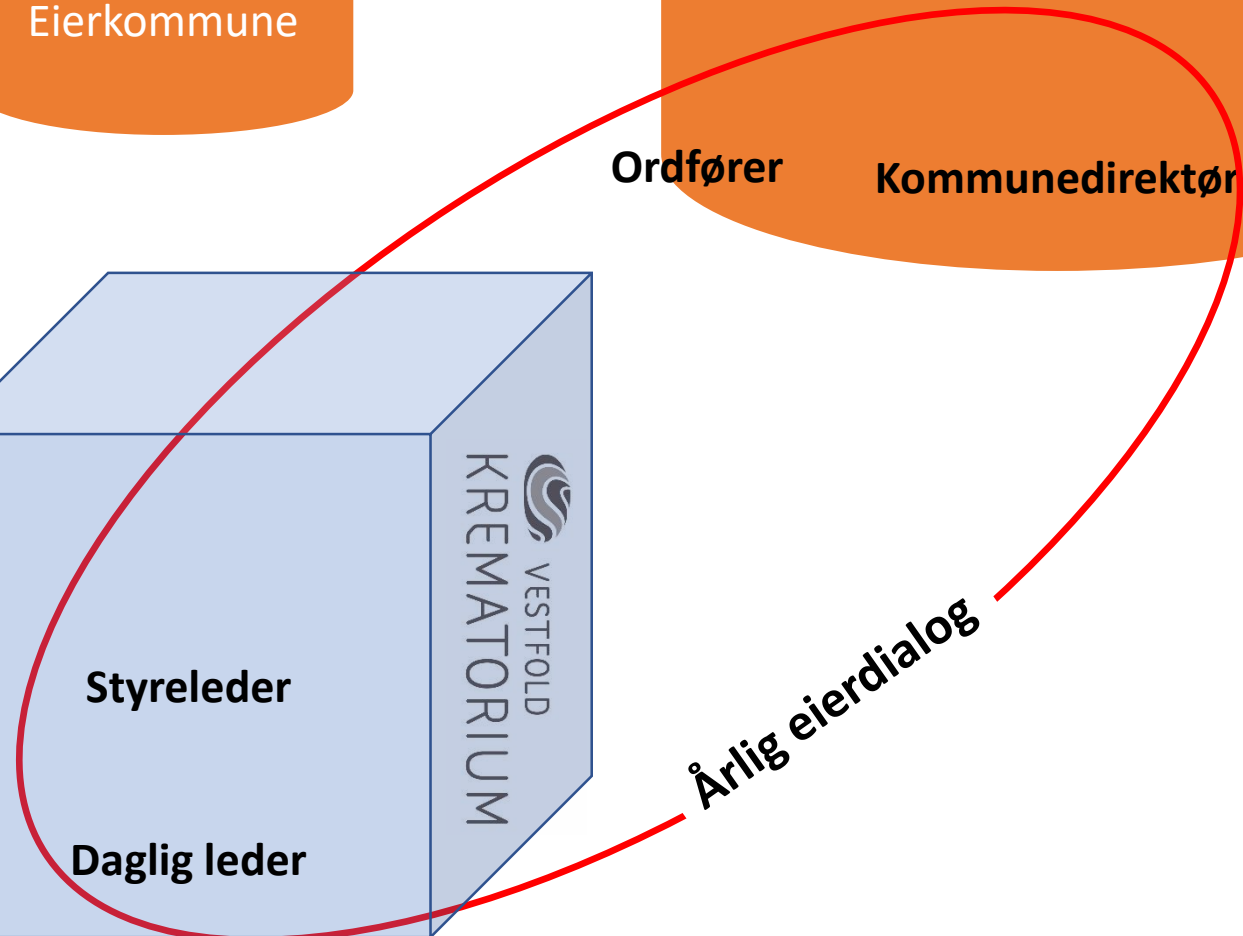 Eierkommune
Ordfører
Kommunedirektør
VESTFOLD
KREMATORIUM
Styreleder
Årlig eierdialog
Daglig leder